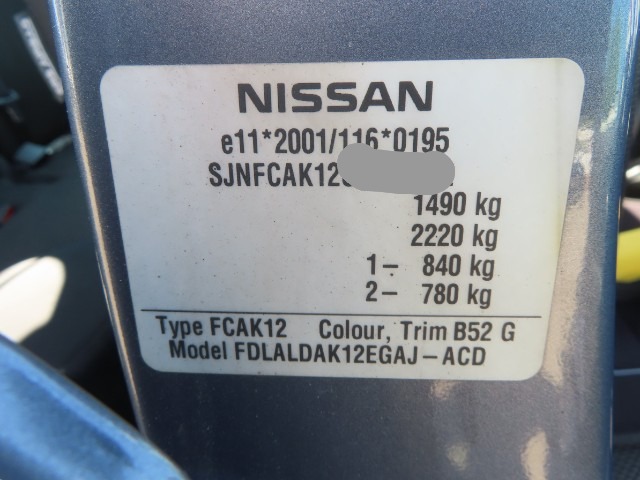 NISSAN
e11*2001/116*0195
SJNFCAK12
1490 kg
2220 kg
1– 840 kg
2– 780 kg
Type FCAK12 Colour, Trim B52 G
Model FDLALDAK12EGAJ–ACD